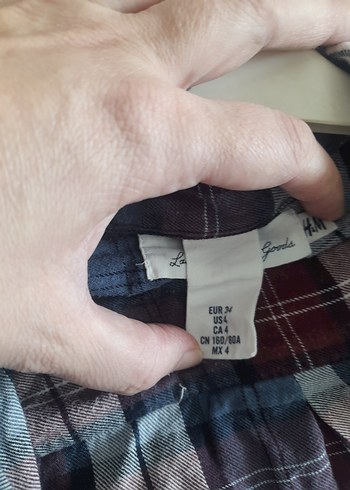 L
Goods
H&M
EUR 34
US 4
CA 4
CN 160/80A
MX 4